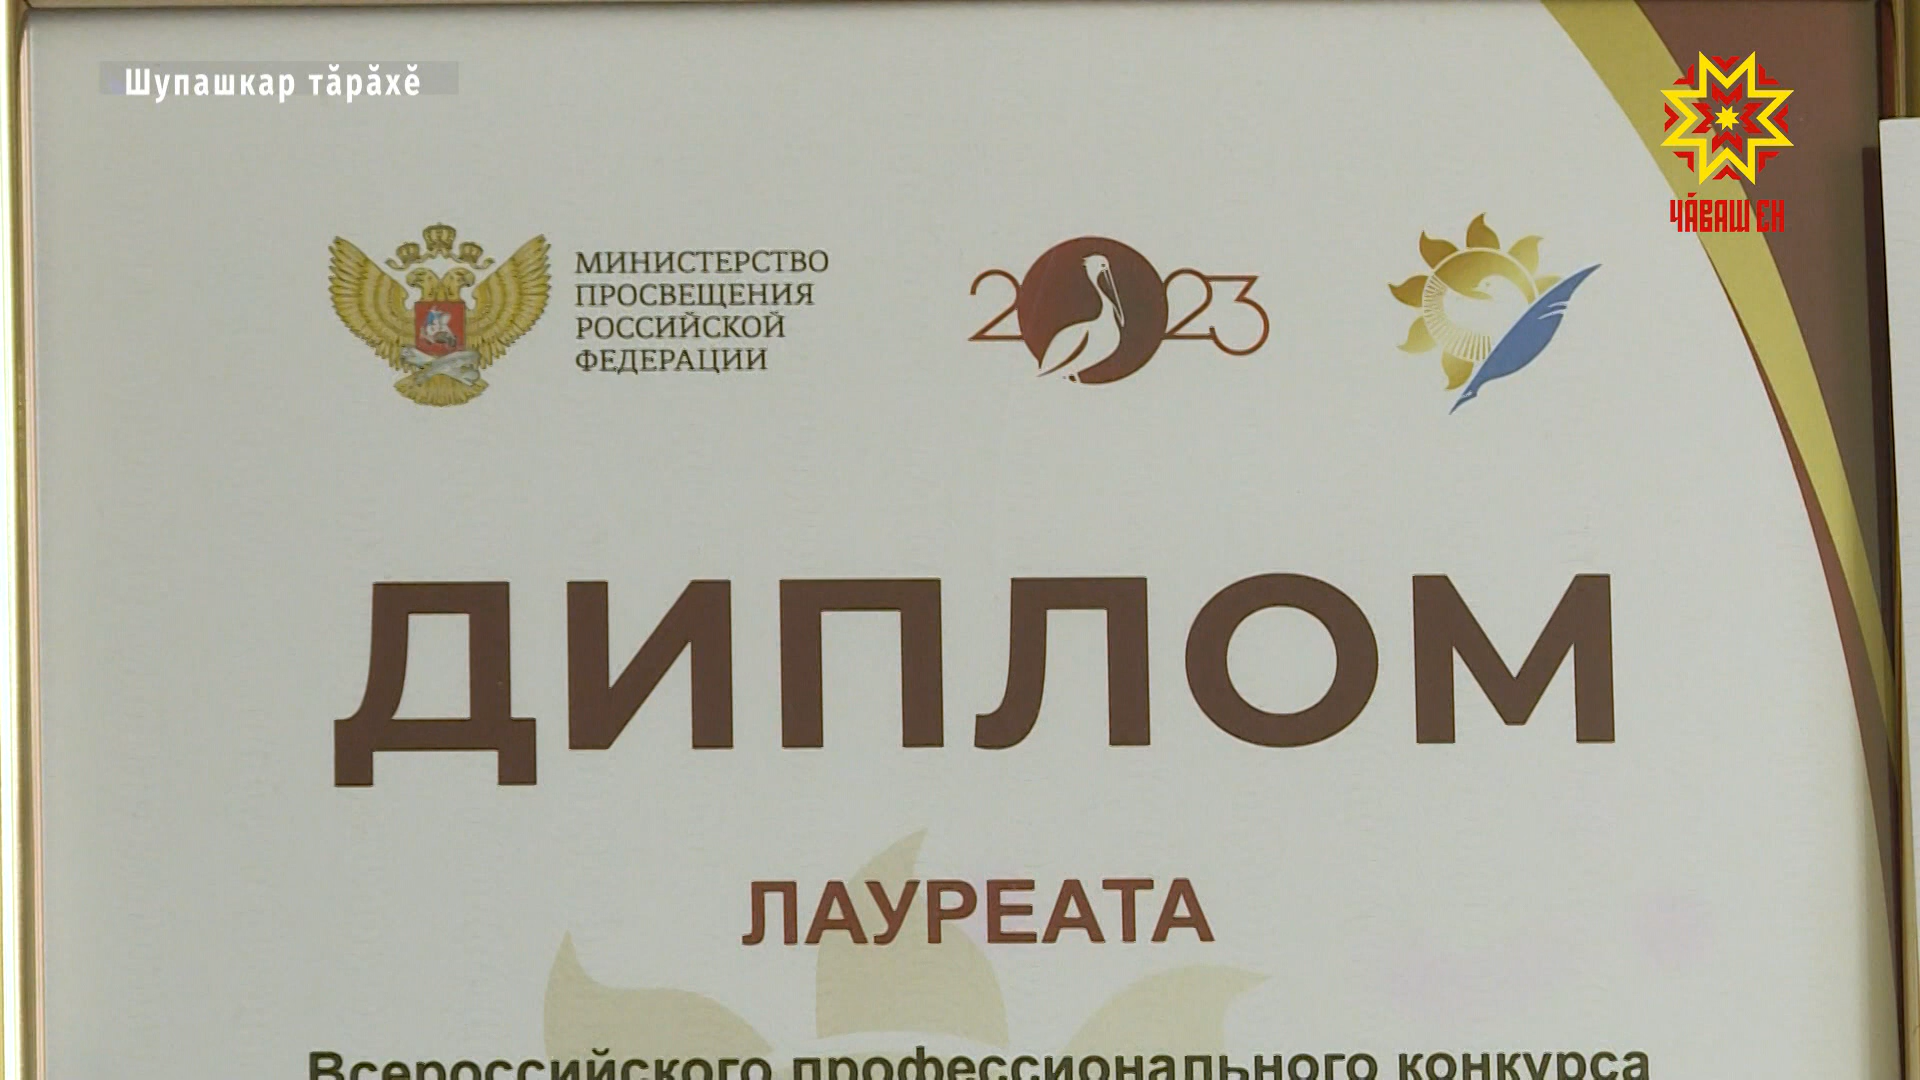 Шупашкар тӑрӑхӗ
ЧӐВАШ ЕН
МИНИСТЕРСТВО
ПРОСВЕЩЕНИЯ
РОССИЙСКОЙ
ФЕДЕРАЦИИ
2023
ДИПЛОМ
ЛАУРЕАТА
Всероссийского профессионального конкурса